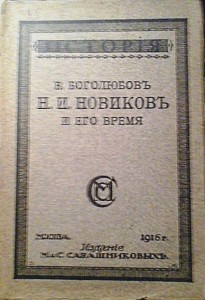 ИСТОРІЯ
В. БОГОЛЮБОВЪ
Н. И. НОВИКОВЪ
И ЕГО ВРЕМЯ
МОСКВА. 1916 г.
Изданіе
М. и С. САБАШНИКОВЫХЪ.